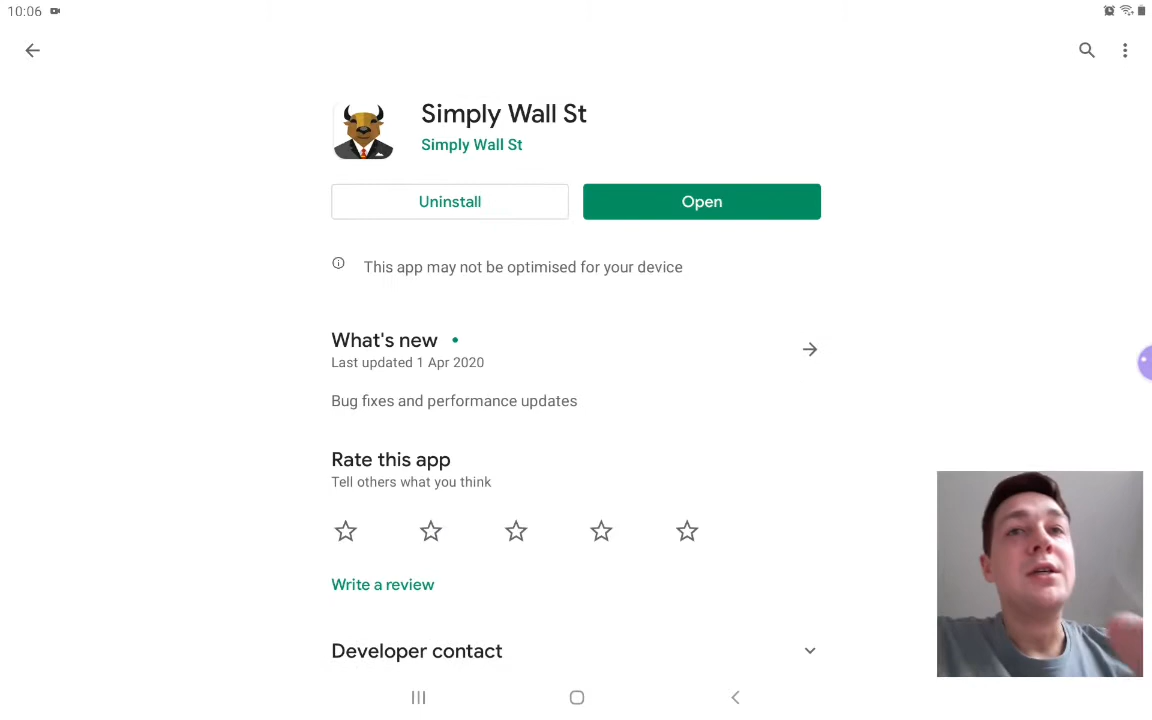 10:06
Simply Wall St
Simply Wall St
Uninstall
Open
This app may not be optimised for your device
What's new
Last updated 1 Apr 2020
Bug fixes and performance updates
Rate this app
Tell others what you think
Write a review
Developer contact